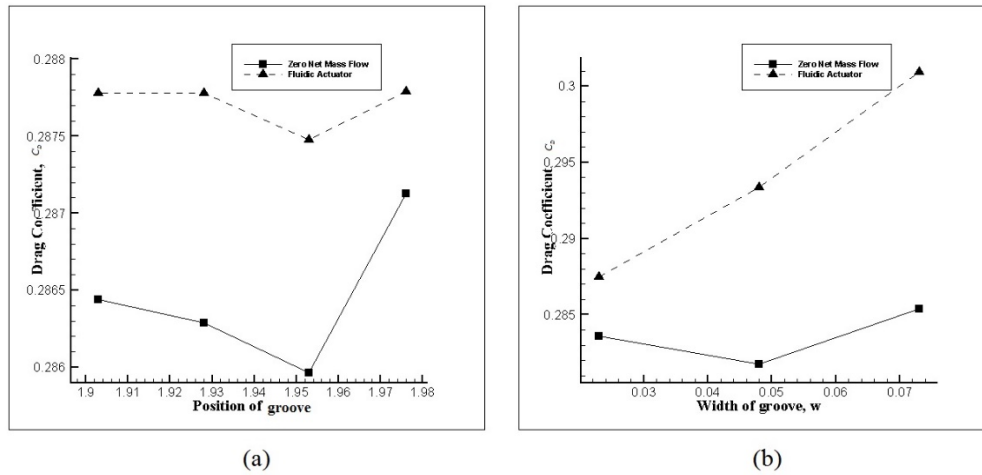 0.288
0.2875
0.287
0.2865
0.286
Drag Coefficient, C_D
Zero Net Mass Flow
Fluidic Actuator
1.9 1.91 1.92 1.93 1.94 1.95 1.96 1.97 1.98
Position of groove
(a)
0.3
0.295
0.29
0.285
Drag Coefficient, C_D
Zero Net Mass Flow
Fluidic Actuator
0.03 0.04 0.05 0.06 0.07
Width of groove, w
(b)